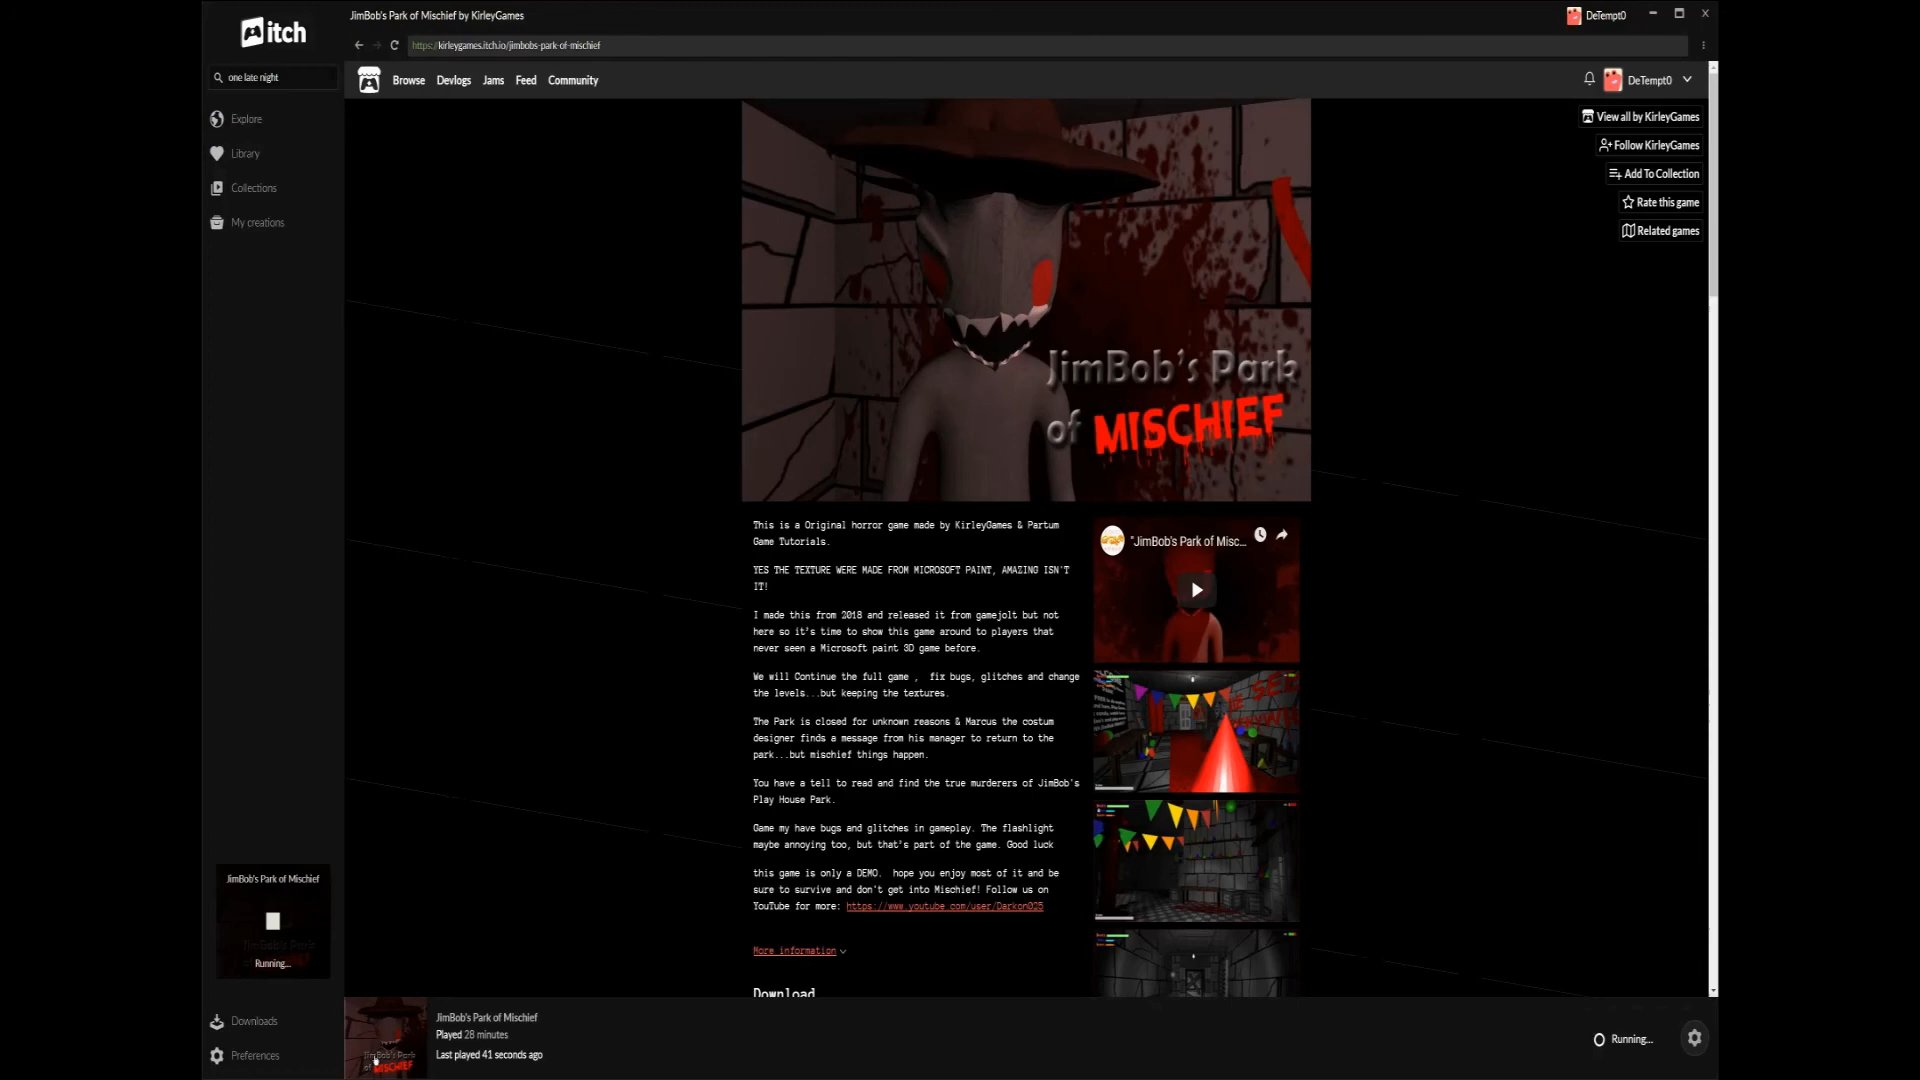 itch
JimBob's Park of Mischief by KirleyGames
DeTempt0
https://kirleygames.itch.io/jimbobs-park-of-mischief
one late night
Browse
Devlogs
Jams
Feed
Community
DeTempt0
Explore
Library
Collections
My creations
View all by KirleyGames
Follow KirleyGames
Add To Collection
Rate this game
Related games
JimBob's Park
of MISCHIEF
This is a Original horror game made by KirleyGames & Partum
Game Tutorials.
YES THE TEXTURE WERE MADE FROM MICROSOFT PAINT, AMAZING ISN'T
IT!
I made this from 2018 and released it from gamejolt but not
here so it's time to show this game around to players that
never seen a Microsoft paint 3D game before.
We will Continue the full game , fix bugs, glitches and change
the levels...but keeping the textures.
The Park is closed for unknown reasons & Marcus the costum
designer finds a message from his manager to return to the
park...but mischief things happen.
You have a tell to read and find the true murderers of JimBob's
Play House Park.
Game my have bugs and glitches in gameplay. The flashlight
maybe annoying too, but that's part of the game. Good luck
this game is only a DEMO. hope you enjoy most of it and be
sure to survive and don't get into Mischief! Follow us on
YouTube for more: https://www.youtube.com/user/Darkon025
More information
Download
"JimBob's Park of Misc...
JimBob's Park of Mischief
Running...
Downloads
Preferences
JimBob's Park
of MISCHIEF
JimBob's Park of Mischief
Played 28 minutes
Last played 41 seconds ago
Running...